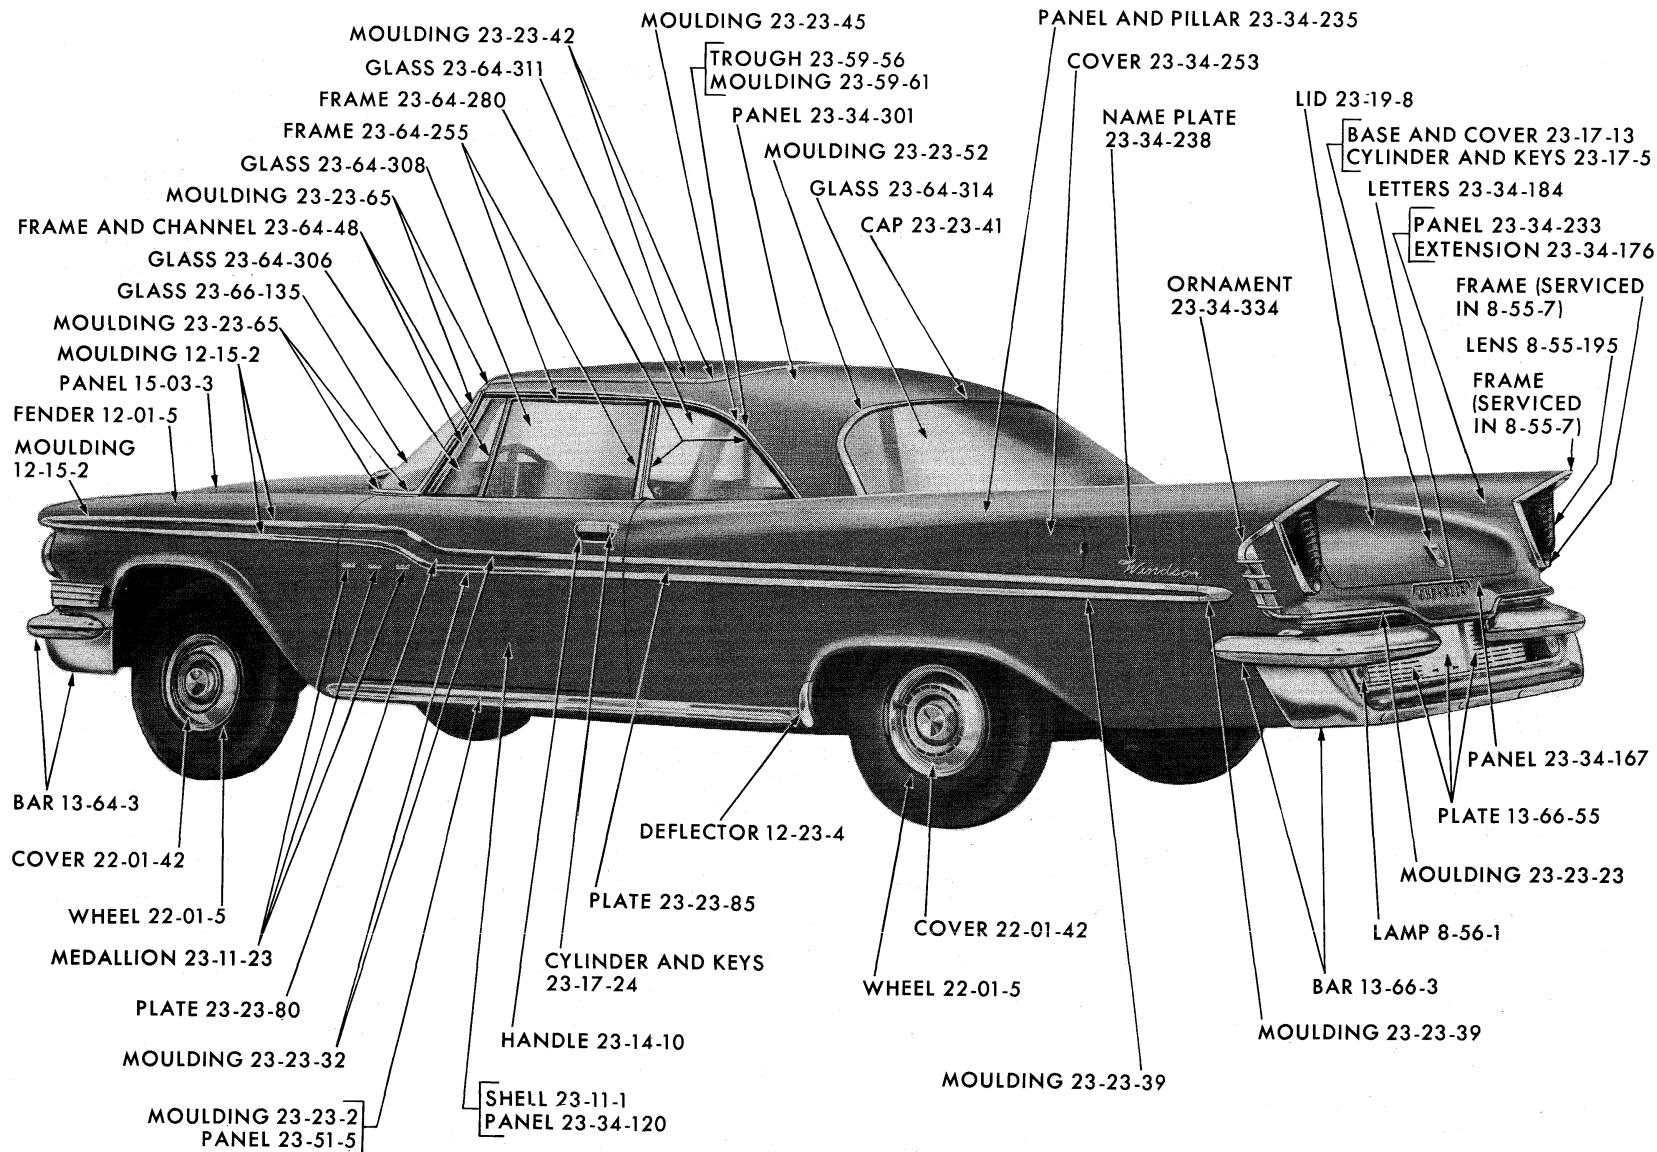 MOULDING 23-23-42
GLASS 23-64-311
FRAME 23-64-280
FRAME 23-64-255
GLASS 23-64-308
MOULDING 23-23-65
FRAME AND CHANNEL 23-64-48
GLASS 23-64-306
GLASS 23-66-135
MOULDING 23-23-65
MOULDING 12-15-2
PANEL 15-03-3
FENDER 12-01-5
MOULDING
12-15-2
MOULDING 23-23-45
TROUGH 23-59-56
MOULDING 23-59-61
PANEL 23-34-301
MOULDING 23-23-52
GLASS 23-64-314
CAP 23-23-41
PANEL AND PILLAR 23-34-235
COVER 23-34-253
NAME PLATE
23-34-238
ORNAMENT
23-34-334
LID 23-19-8
BASE AND COVER 23-17-13
CYLINDER AND KEYS 23-17-5
LETTERS 23-34-184
PANEL 23-34-233
EXTENSION 23-34-176
FRAME (SERVICED
IN 8-55-7)
LENS 8-55-195
FRAME
(SERVICED
IN 8-55-7)
Windsor
BAR 13-64-3
COVER 22-01-42
WHEEL 22-01-5
MEDALLION 23-11-23
PLATE 23-23-80
MOULDING 23-23-32
MOULDING 23-23-2
PANEL 23-51-5
SHELL 23-11-1
PANEL 23-34-120
HANDLE 23-14-10
CYLINDER AND KEYS
23-17-24
PLATE 23-23-85
DEFLECTOR 12-23-4
WHEEL 22-01-5
COVER 22-01-42
MOULDING 23-23-39
MOULDING 23-23-39
BAR 13-66-3
LAMP 8-56-1
MOULDING 23-23-23
PLATE 13-66-55
PANEL 23-34-167